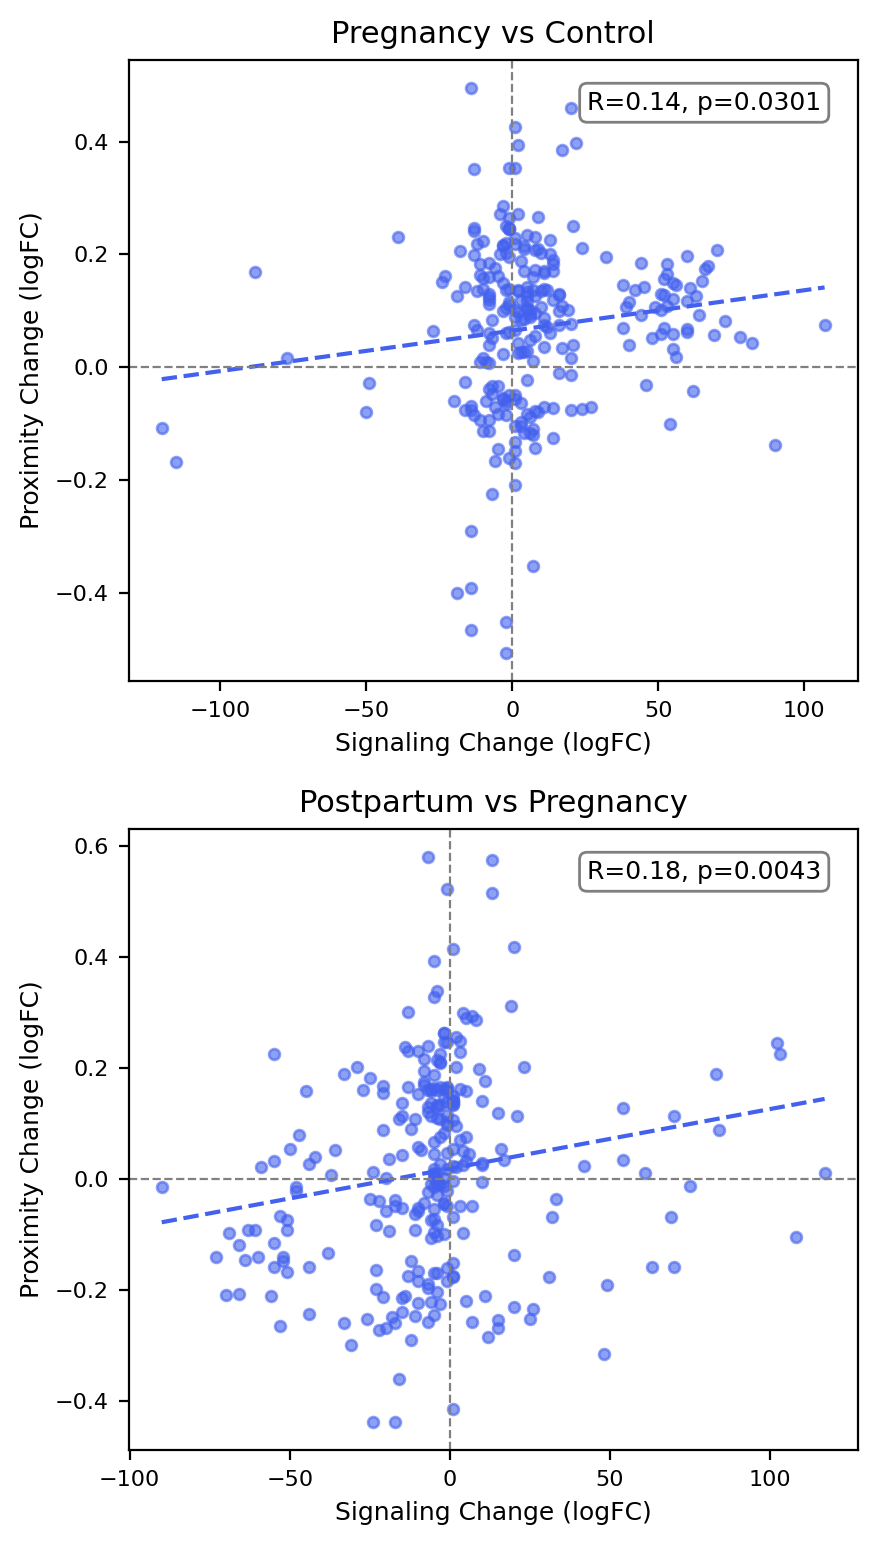 Pregnancy vs Control
R=0.14, p=0.0301
0.4
0.2
0.0
−0.2
−0.4
Proximity Change (logFC)
−100
−50
0
50
100
Signaling Change (logFC)
Postpartum vs Pregnancy
R=0.18, p=0.0043
0.6
0.4
0.2
0.0
−0.2
−0.4
Proximity Change (logFC)
−100
−50
0
50
100
Signaling Change (logFC)